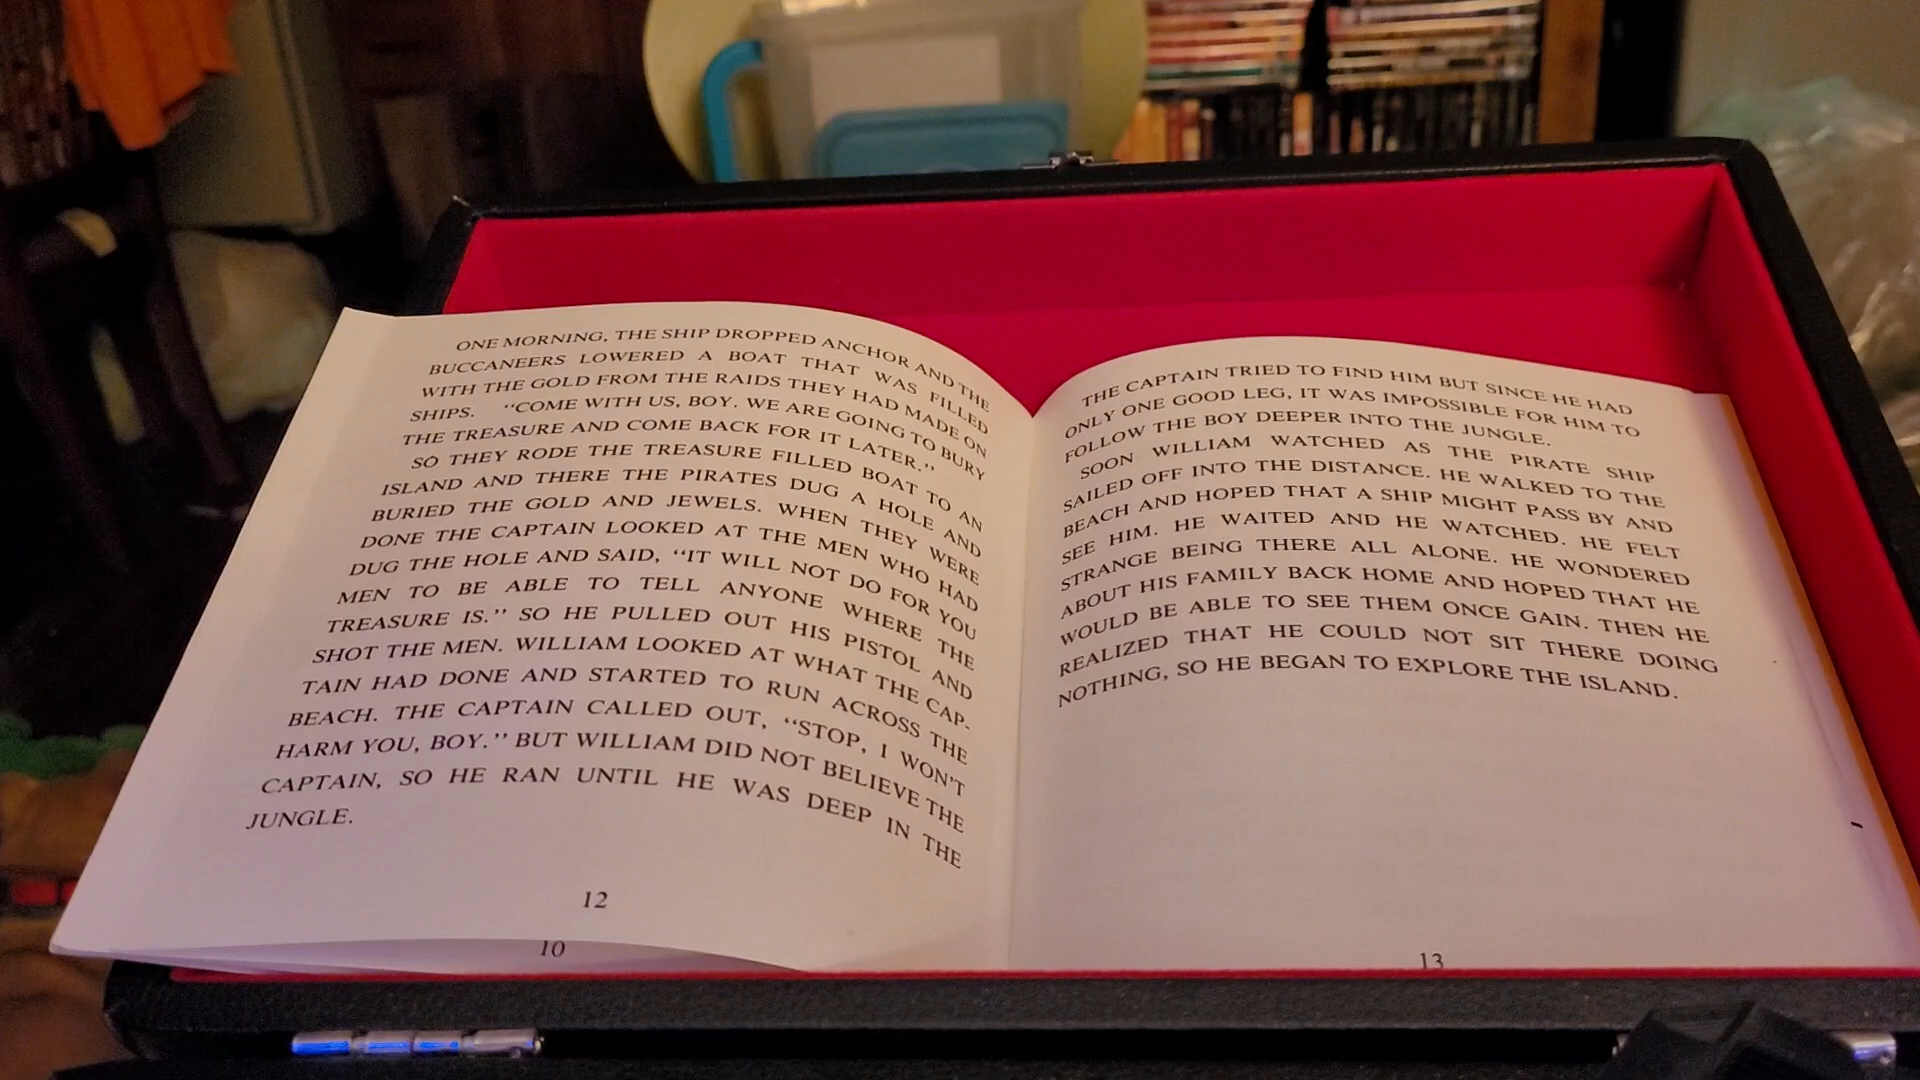 ONE MORNING, THE SHIP DROPPED ANCHOR AND THE
BUCCANEERS LOWERED A BOAT THAT WAS FILLED
WITH THE GOLD FROM THE RAIDS THEY HAD MADE ON
SHIPS. "COME WITH US, BOY. WE ARE GOING TO BURY
THE TREASURE AND COME BACK FOR IT LATER."
SO THEY RODE THE TREASURE FILLED BOAT TO AN
ISLAND AND THERE THE PIRATES DUG A HOLE AND
BURIED THE GOLD AND JEWELS. WHEN THEY WERE
DONE THE CAPTAIN LOOKED AT THE MEN WHO HAD
DUG THE HOLE AND SAID, "IT WILL NOT DO FOR YOU
MEN TO BE ABLE TO TELL ANYONE WHERE THE
TREASURE IS." SO HE PULLED OUT HIS PISTOL AND
SHOT THE MEN. WILLIAM LOOKED AT WHAT THE CAP-
TAIN HAD DONE AND STARTED TO RUN ACROSS THE
BEACH. THE CAPTAIN CALLED OUT, "STOP, I WON'T
HARM YOU, BOY." BUT WILLIAM DID NOT BELIEVE THE
CAPTAIN, SO HE RAN UNTIL HE WAS DEEP IN THE
JUNGLE.
12
10
THE CAPTAIN TRIED TO FIND HIM BUT SINCE HE HAD
ONLY ONE GOOD LEG, IT WAS IMPOSSIBLE FOR HIM TO
FOLLOW THE BOY DEEPER INTO THE JUNGLE.
SOON WILLIAM WATCHED AS THE PIRATE SHIP
SAILED OFF INTO THE DISTANCE. HE WALKED TO THE
BEACH AND HOPED THAT A SHIP MIGHT PASS BY AND
SEE HIM. HE WAITED AND HE WATCHED. HE FELT
STRANGE BEING THERE ALL ALONE. HE WONDERED
ABOUT HIS FAMILY BACK HOME AND HOPED THAT HE
WOULD BE ABLE TO SEE THEM ONCE GAIN. THEN HE
REALIZED THAT HE COULD NOT SIT THERE DOING
NOTHING, SO HE BEGAN TO EXPLORE THE ISLAND.
13